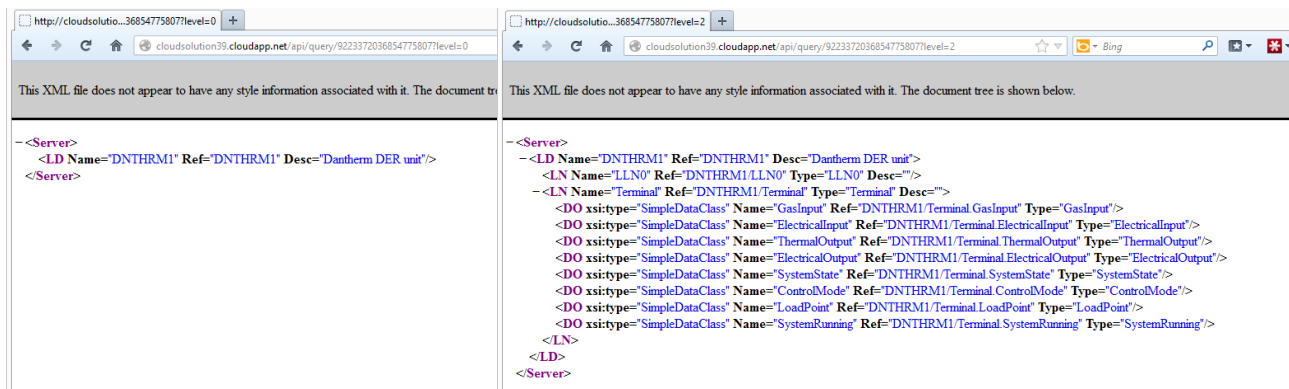 http://cloudsolutio...36854775807?level=0
cloudsolution39.cloudapp.net/api/query/9223372036854775807?level=0
This XML file does not appear to have any style information associated with it. The document tr
−<Server>
<LD Name="DNTHRM1" Ref="DNTHRM1" Desc="Dantherm DER unit"/>
</Server>
http://cloudsolutio...36854775807?level=2
cloudsolution39.cloudapp.net/api/query/9223372036854775807?level=2
Bing
This XML file does not appear to have any style information associated with it. The document tree is shown below.
−<Server>
−<LD Name="DNTHRM1" Ref="DNTHRM1" Desc="Dantherm DER unit">
<LN Name="LLN0" Ref="DNTHRM1/LLN0" Type="LLN0" Desc=""/>
−<LN Name="Terminal" Ref="DNTHRM1/Terminal" Type="Terminal" Desc="">
<DO xsi:type="SimpleDataClass" Name="GasInput" Ref="DNTHRM1/Terminal.GasInput" Type="GasInput"/>
<DO xsi:type="SimpleDataClass" Name="ElectricalInput" Ref="DNTHRM1/Terminal.ElectricalInput" Type="ElectricalInput"/>
<DO xsi:type="SimpleDataClass" Name="ThermalOutput" Ref="DNTHRM1/Terminal.ThermalOutput" Type="ThermalOutput"/>
<DO xsi:type="SimpleDataClass" Name="ElectricalOutput" Ref="DNTHRM1/Terminal.ElectricalOutput" Type="ElectricalOutput"/>
<DO xsi:type="SimpleDataClass" Name="SystemState" Ref="DNTHRM1/Terminal.SystemState" Type="SystemState"/>
<DO xsi:type="SimpleDataClass" Name="ControlMode" Ref="DNTHRM1/Terminal.ControlMode" Type="ControlMode"/>
<DO xsi:type="SimpleDataClass" Name="LoadPoint" Ref="DNTHRM1/Terminal.LoadPoint" Type="LoadPoint"/>
<DO xsi:type="SimpleDataClass" Name="SystemRunning" Ref="DNTHRM1/Terminal.SystemRunning" Type="SystemRunning"/>
</LN>
</LD>
</Server>